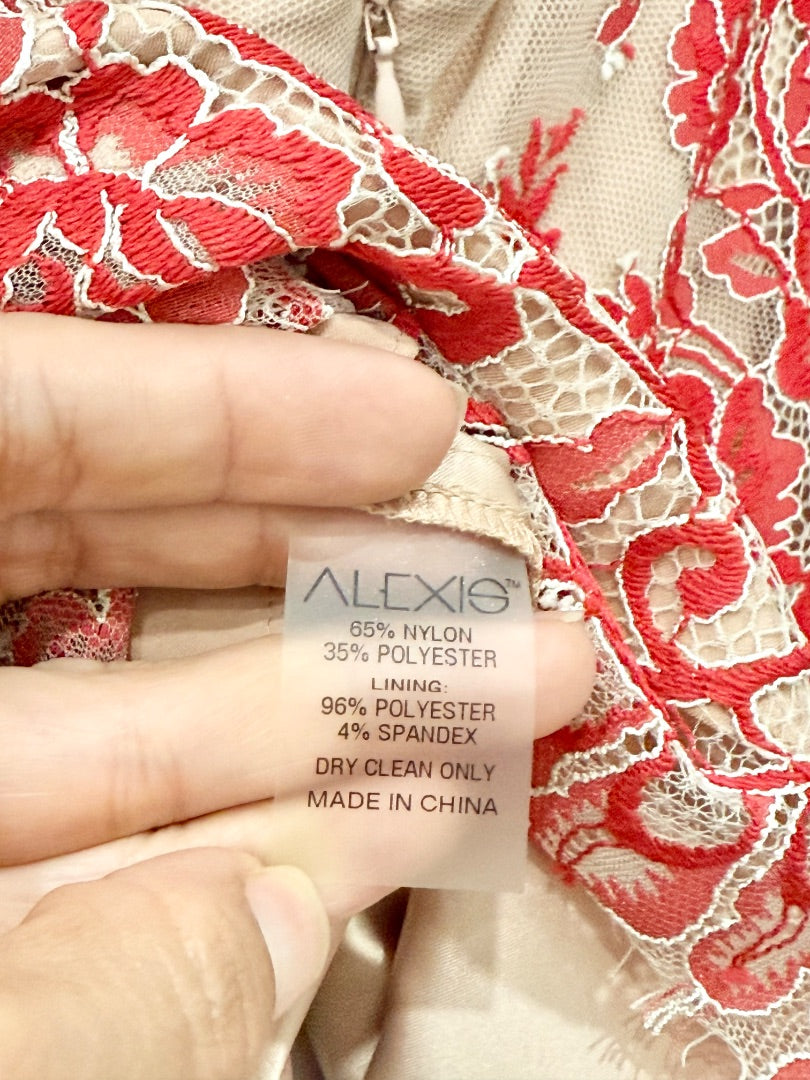 ALEXIS™
65% NYLON
35% POLYESTER
LINING:
96% POLYESTER
4% SPANDEX
DRY CLEAN ONLY
MADE IN CHINA